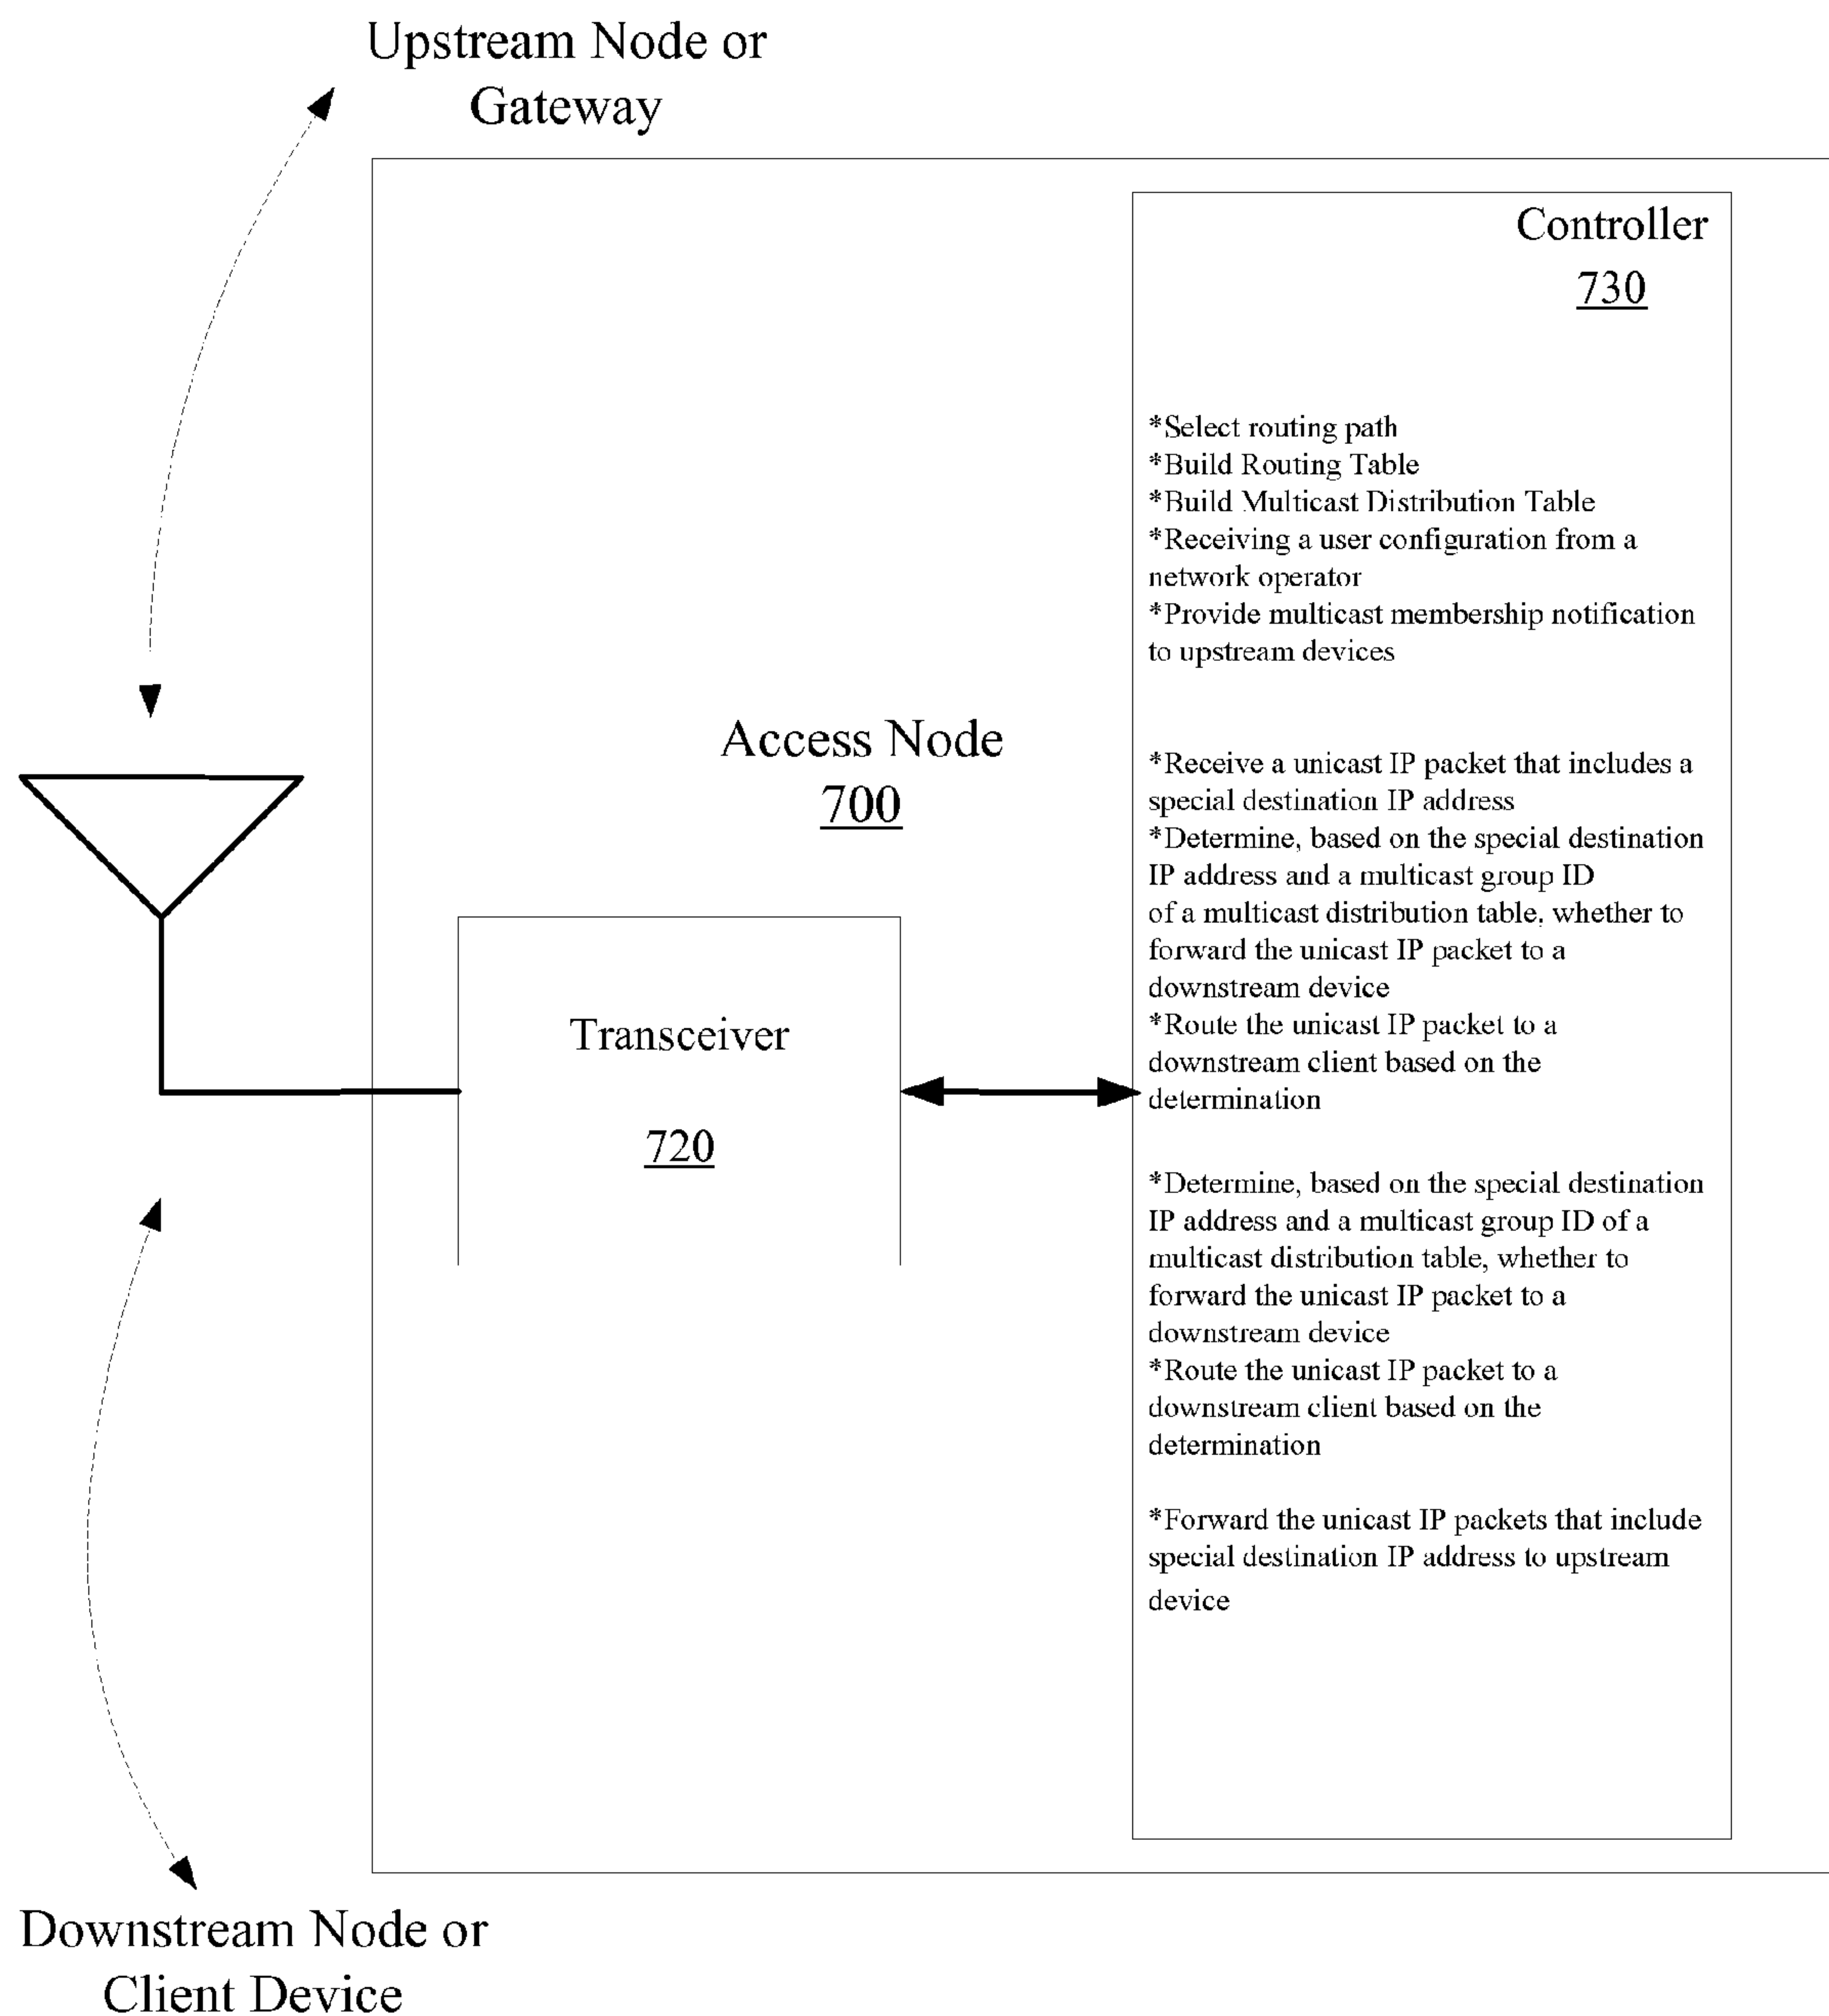 Upstream Node or
Gateway
Controller
730
*Select routing path
*Build Routing Table
*Build Multicast Distribution Table
*Receiving a user configuration from a
network operator
*Provide multicast membership notification
to upstream devices
Access Node
700
*Receive a unicast IP packet that includes a
special destination IP address
*Determine, based on the special destination
IP address and a multicast group ID
of a multicast distribution table, whether to
forward the unicast IP packet to a
downstream device
*Route the unicast IP packet to a
downstream client based on the
determination
Transceiver
720
*Determine, based on the special destination
IP address and a multicast group ID of a
multicast distribution table, whether to
forward the unicast IP packet to a
downstream device
*Route the unicast IP packet to a
downstream client based on the
determination
*Forward the unicast IP packets that include
special destination IP address to upstream
device
Downstream Node or
Client Device